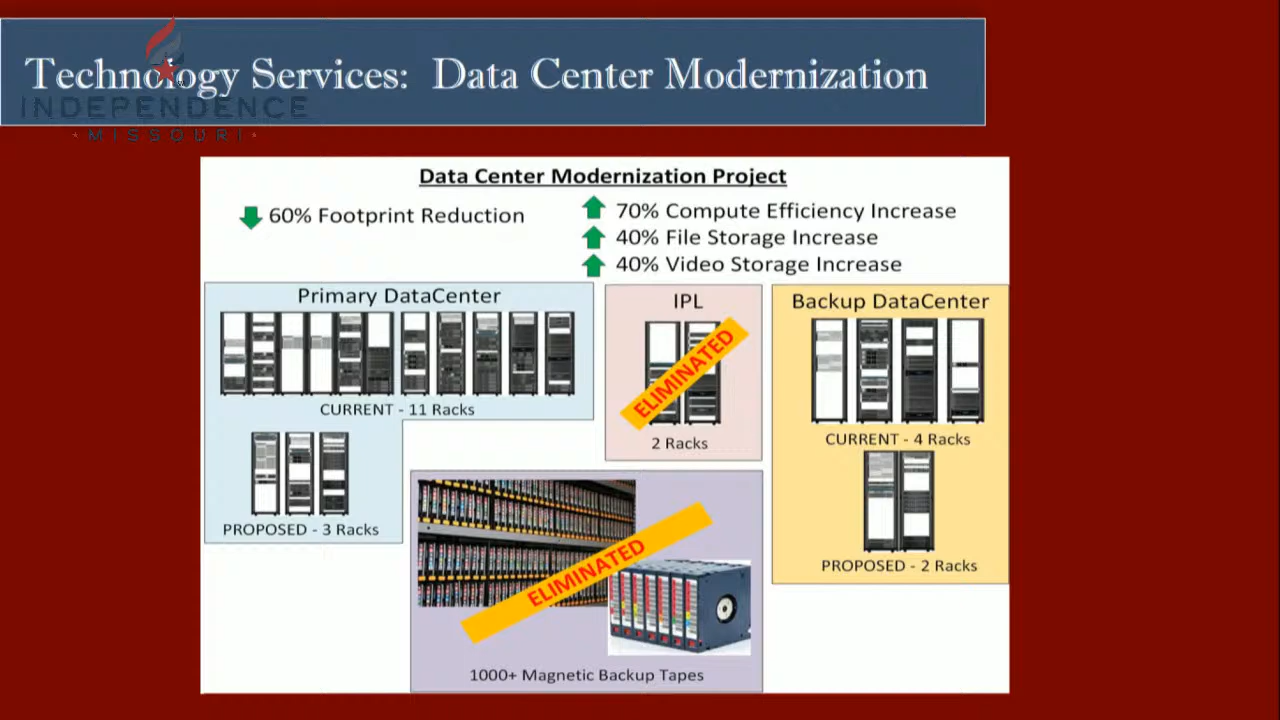 Technology Services: Data Center Modernization
INDEPENDENCE
MISSOURI
Data Center Modernization Project
60% Footprint Reduction
70% Compute Efficiency Increase
40% File Storage Increase
40% Video Storage Increase
Primary DataCenter
CURRENT - 11 Racks
PROPOSED - 3 Racks
IPL
ELIMINATED
2 Racks
Backup DataCenter
CURRENT - 4 Racks
PROPOSED - 2 Racks
ELIMINATED
1000+ Magnetic Backup Tapes